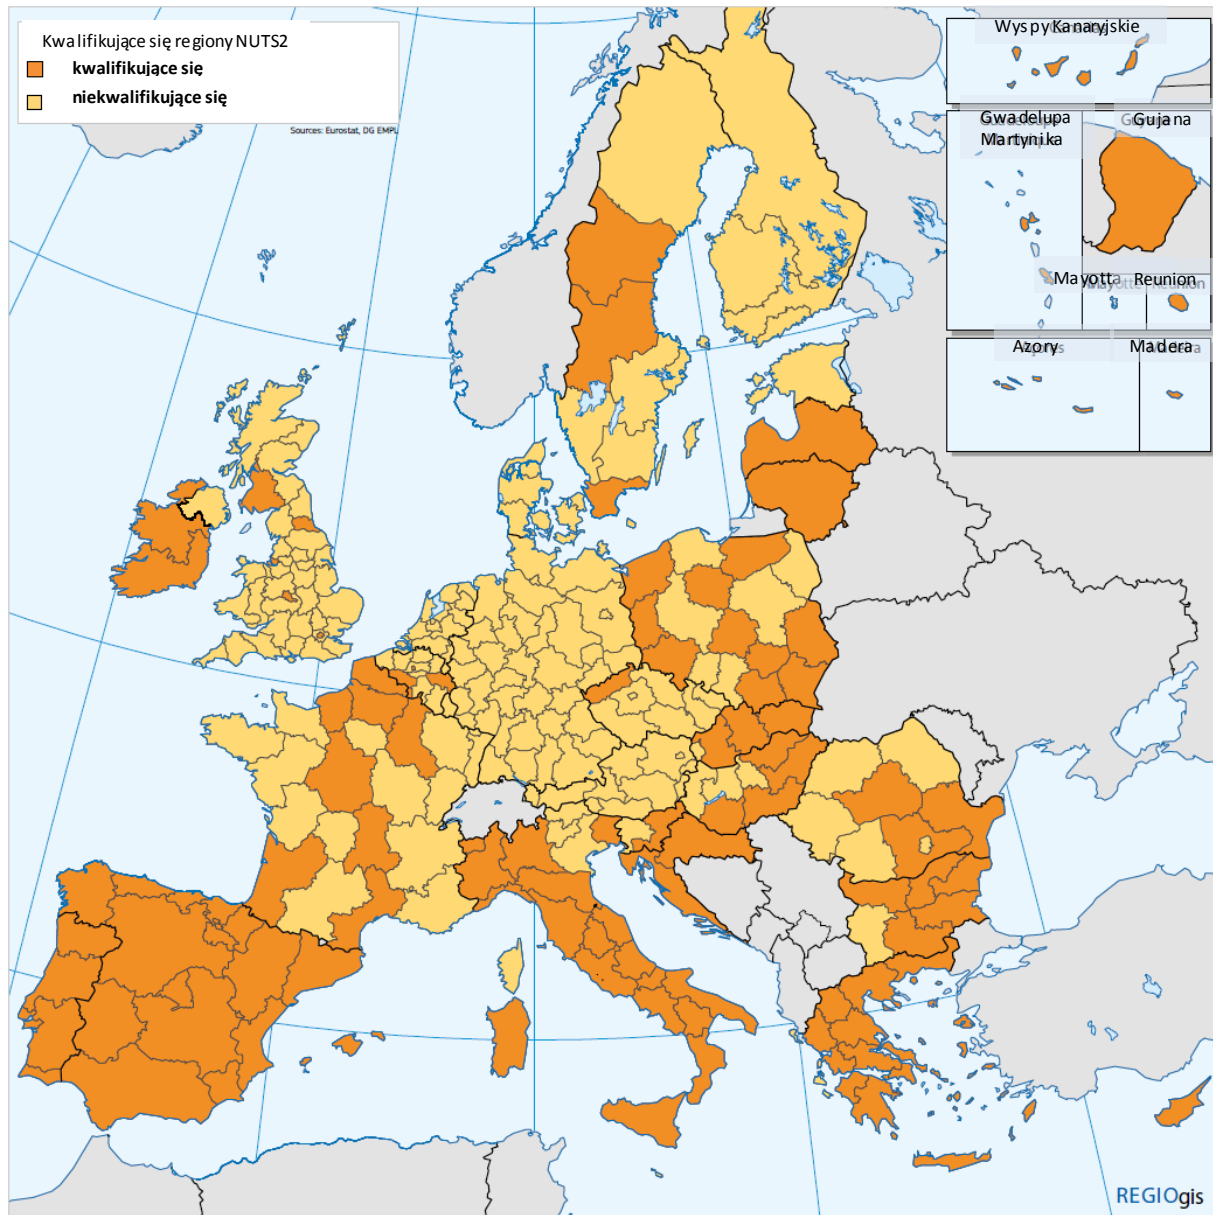 Kwalifikujące się regiony NUTS2
kwalifikujące się
niekwalifikujące się
Sources: Eurostat, DG EMPL
Wyspy Kanaryjskie
Gwadelupa
Martynika
Gujana
Mayotta
Reunion
Azory
Madera
REGIOgis